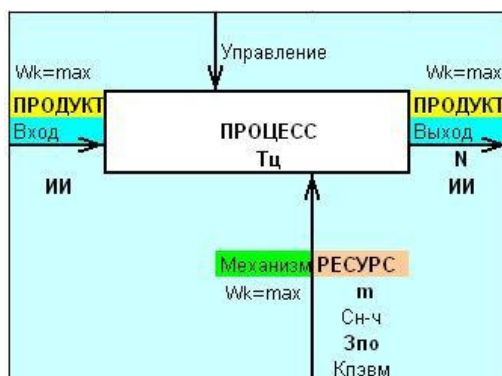 Управление
Wk=max
Wk=max
ПРОДУКТ
ПРОДУКТ
Вход
ПРОЦЕСС
Выход
Тц
N
ИИ
ИИ
Механизм
РЕСУРС
Wk=max
m
Сн-ч
Зпо
Кпэвм